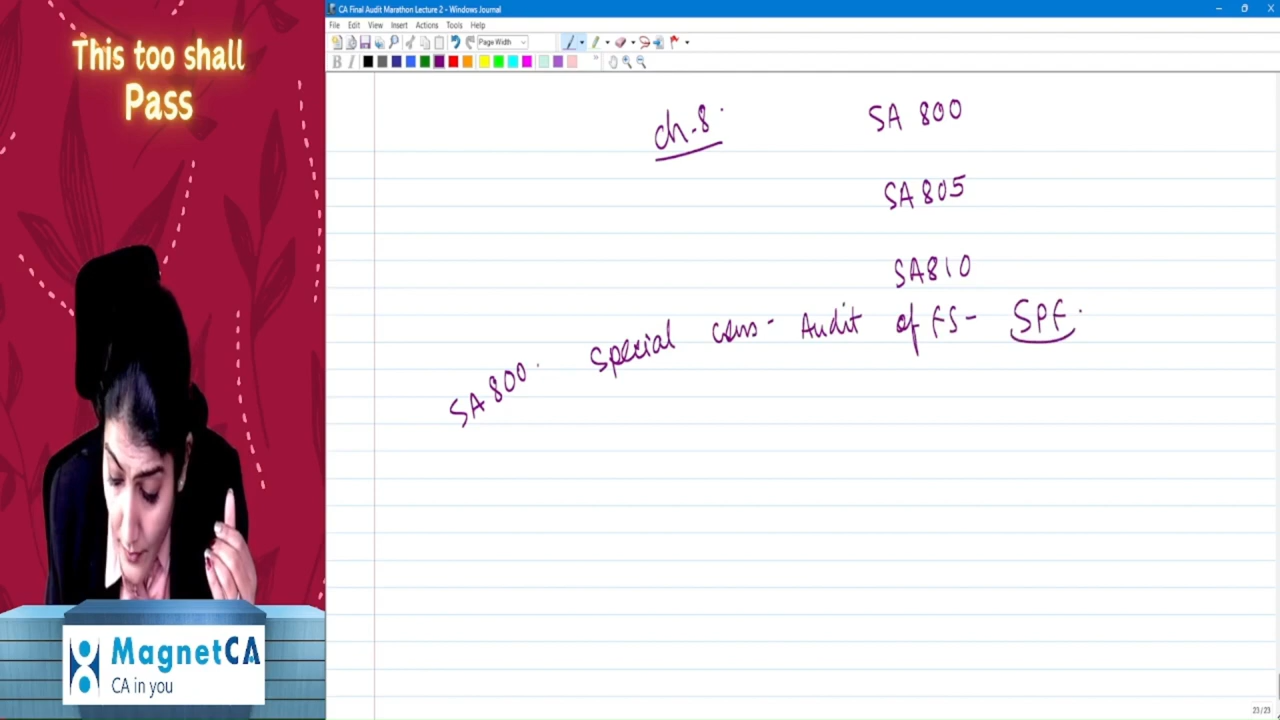 This too shall
Pass
CA Final Audit Marathon Lecture 2 - Windows Journal
File Edit View Insert Actions Tools Help
Page Width
B I
ch-8.
SA 800
SA 805
SA 810
SA 800. Special cons - Audit of FS - SPF.
MagnetCA
CA in you
23/23